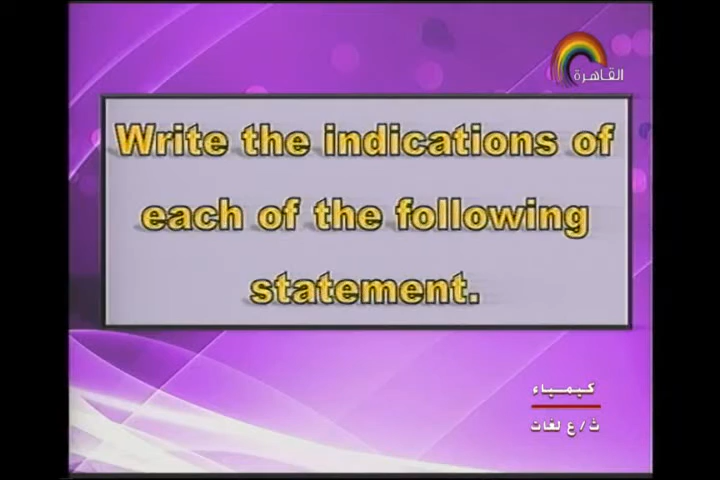 القاهرة
Write the indications of
each of the following
statement.
كيمياء
ث/ع لغات